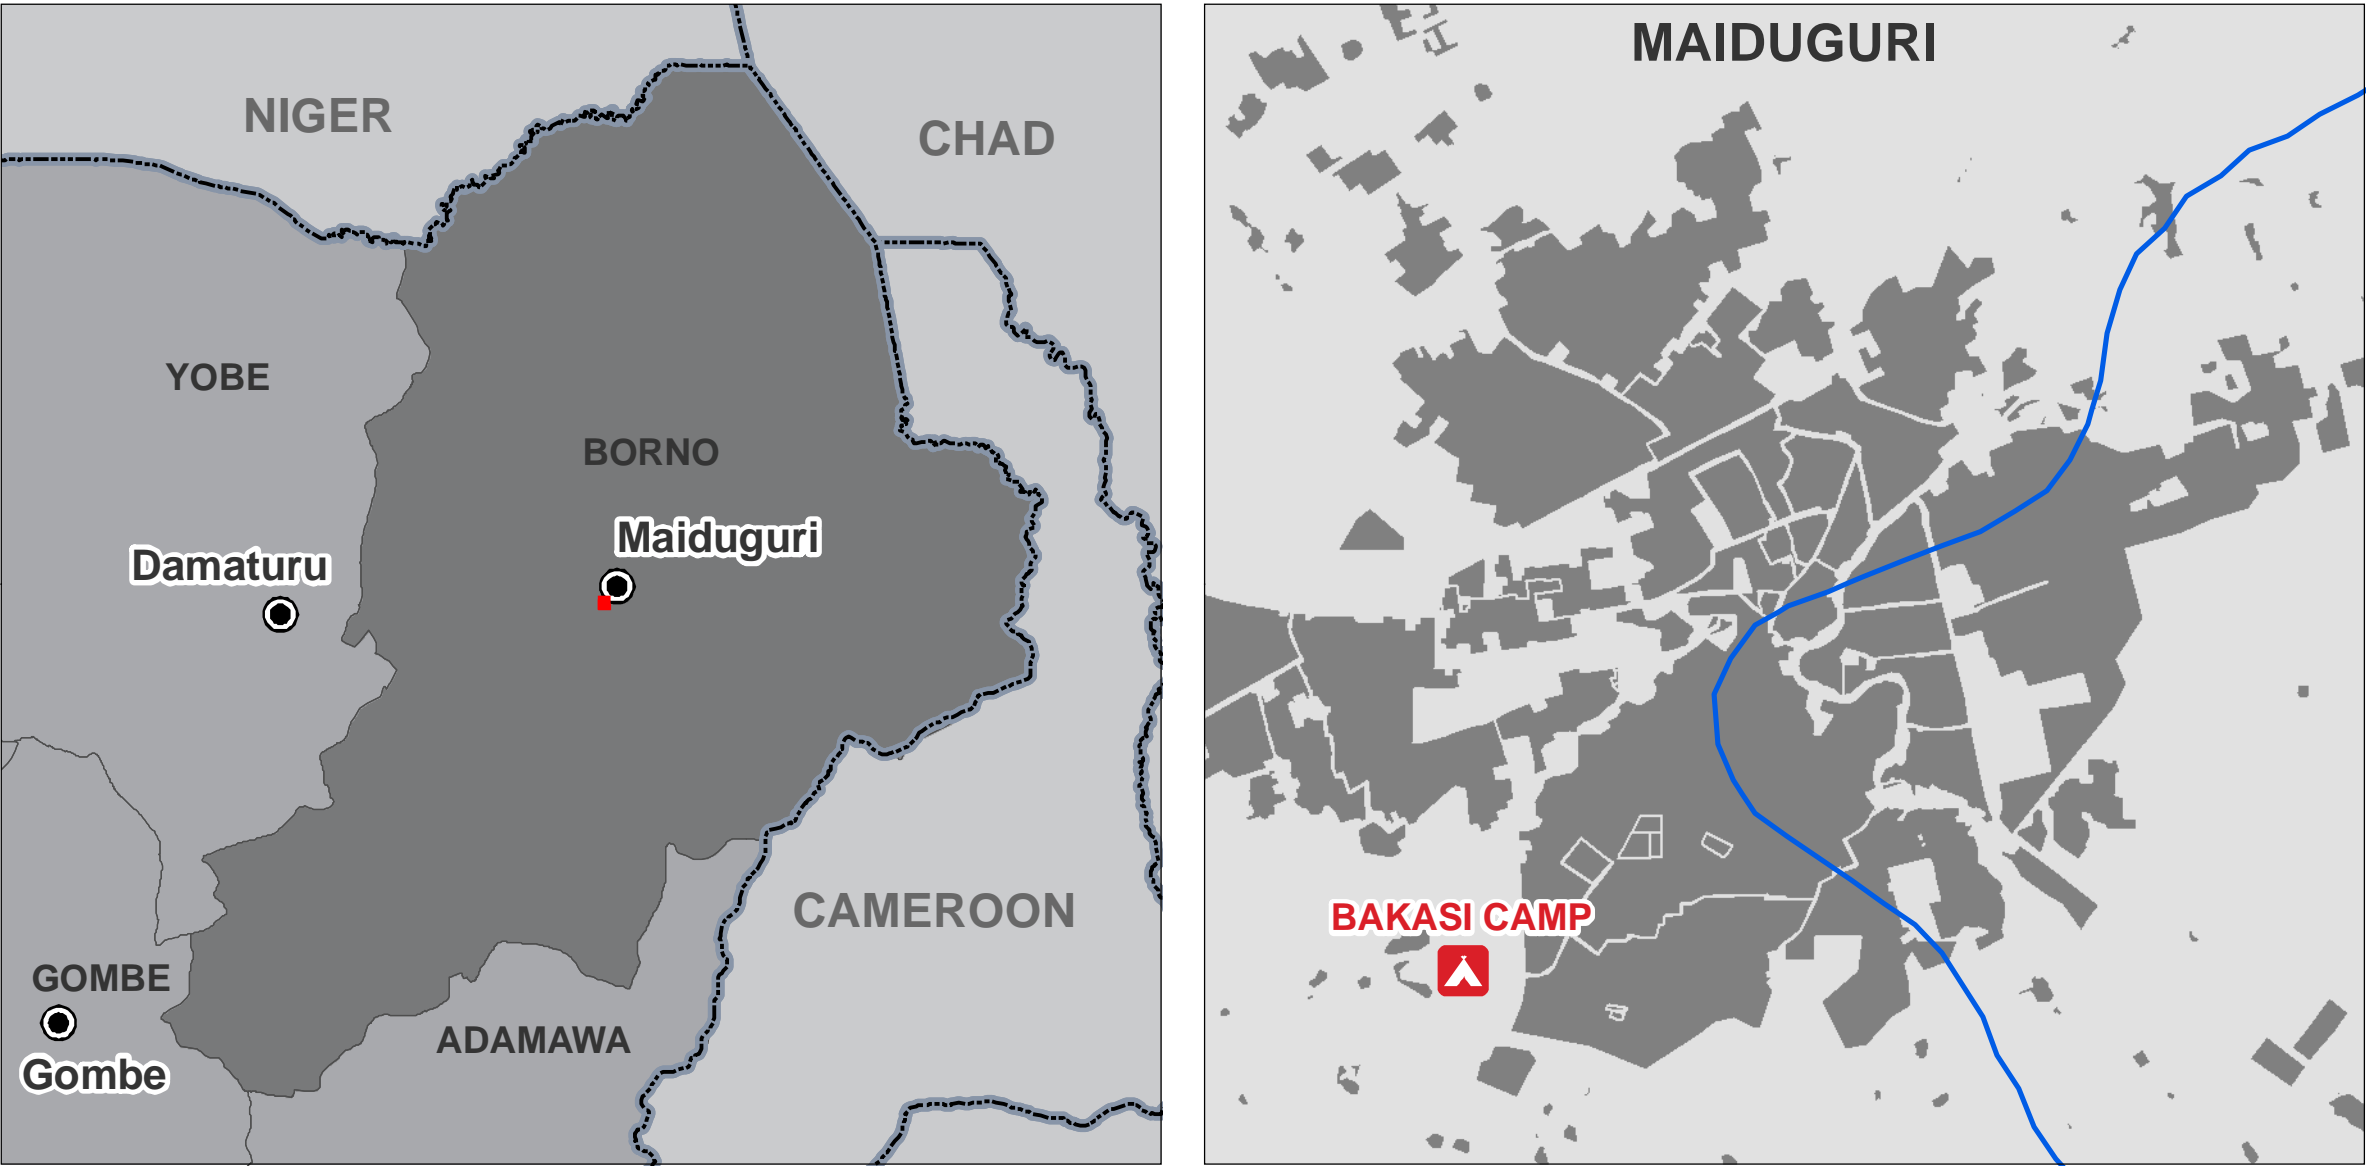 NIGER
CHAD
YOBE
BORNO
Maiduguri
Damaturu
CAMEROON
GOMBE
Gombe
ADAMAWA
MAIDUGURI
BAKASI CAMP